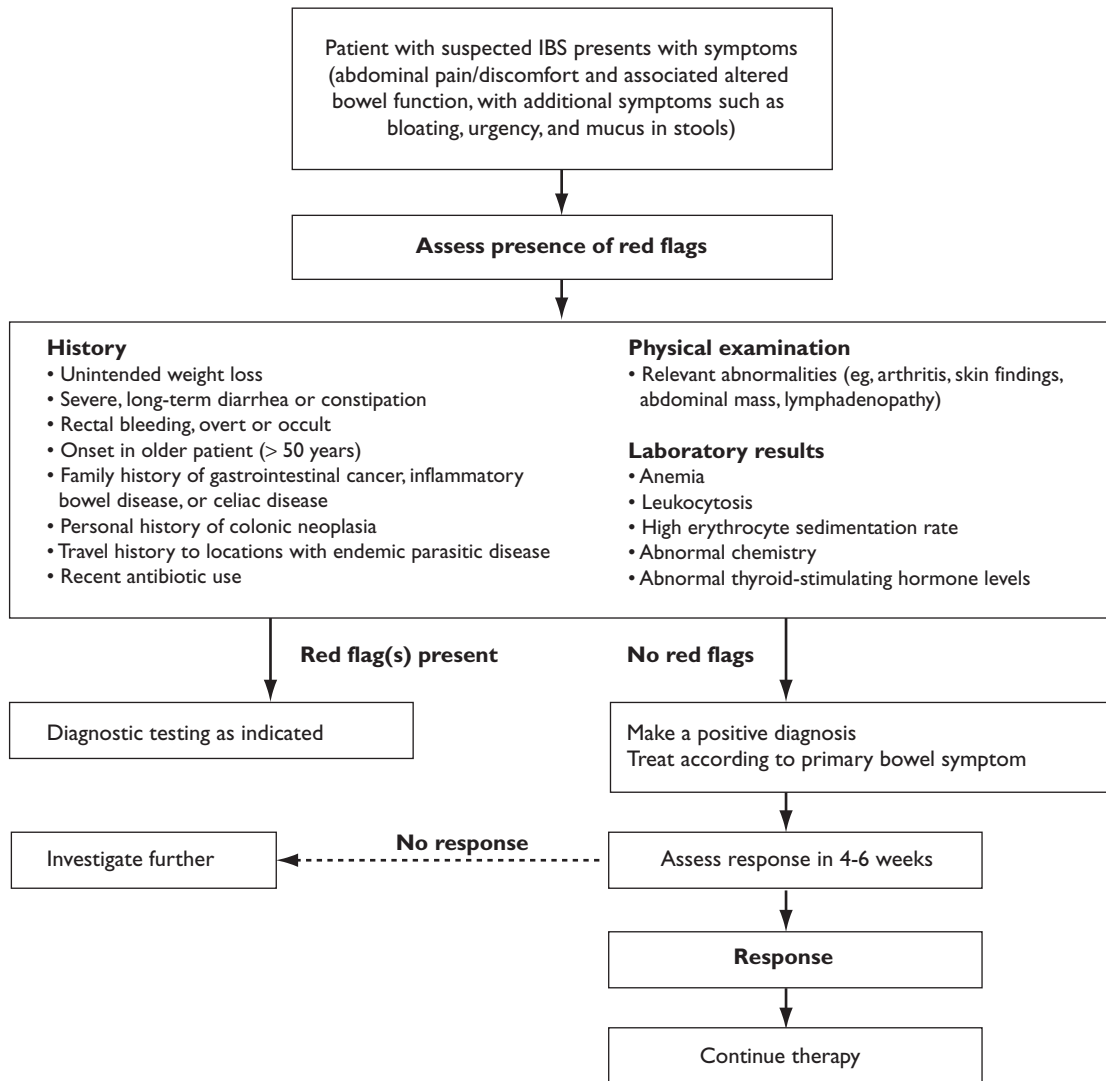 Patient with suspected IBS presents with symptoms
(abdominal pain/discomfort and associated altered
bowel function, with additional symptoms such as
bloating, urgency, and mucus in stools)
Assess presence of red flags
History
• Unintended weight loss
• Severe, long-term diarrhea or constipation
• Rectal bleeding, overt or occult
• Onset in older patient (> 50 years)
• Family history of gastrointestinal cancer, inflammatory
bowel disease, or celiac disease
• Personal history of colonic neoplasia
• Travel history to locations with endemic parasitic disease
• Recent antibiotic use
Physical examination
• Relevant abnormalities (eg, arthritis, skin findings,
abdominal mass, lymphadenopathy)
Laboratory results
• Anemia
• Leukocytosis
• High erythrocyte sedimentation rate
• Abnormal chemistry
• Abnormal thyroid-stimulating hormone levels
Red flag(s) present
No red flags
Diagnostic testing as indicated
Make a positive diagnosis
Treat according to primary bowel symptom
No response
Investigate further
Assess response in 4-6 weeks
Response
Continue therapy